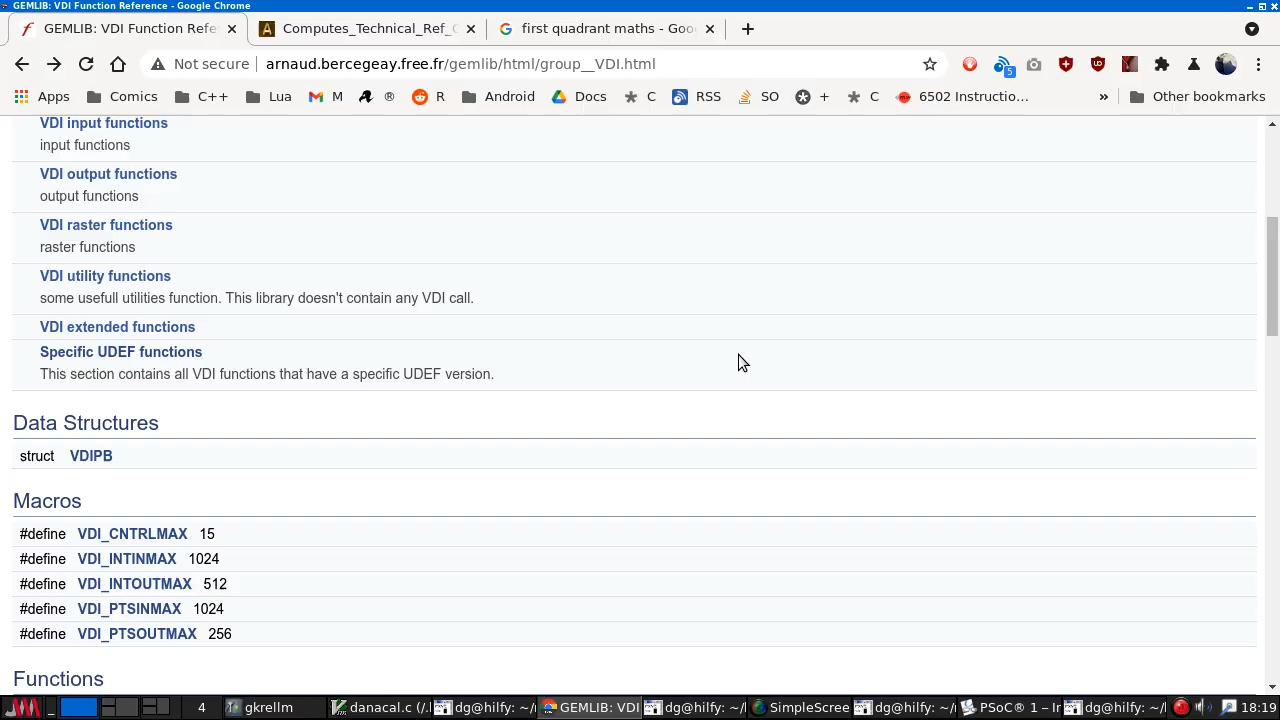 GEMLIB: VDI Function Reference - Google Chrome
GEMLIB: VDI Function Refe
Computes_Technical_Ref_
first quadrant maths - Goo
Not secure
arnaud.bercegeay.free.fr/gemlib/html/group__VDI.html
5
Apps
Comics
C++
Lua
M
®
R
Android
Docs
C
RSS
SO
+
C
6502 Instructio...
»
Other bookmarks
VDI input functions
input functions
VDI output functions
output functions
VDI raster functions
raster functions
VDI utility functions
some usefull utilities function. This library doesn't contain any VDI call.
VDI extended functions
Specific UDEF functions
This section contains all VDI functions that have a specific UDEF version.
Data Structures
struct VDIPB
Macros
#define VDI_CNTRLMAX 15
#define VDI_INTINMAX 1024
#define VDI_INTOUTMAX 512
#define VDI_PTSINMAX 1024
#define VDI_PTSOUTMAX 256
Functions
4
gkrellm
danacal.c (/.
dg@hilfy: ~/
GEMLIB: VDI
dg@hilfy: ~/l
SimpleScree
dg@hilfy: ~/
PSoC® 1 – Ir
dg@hilfy: ~/
18:19